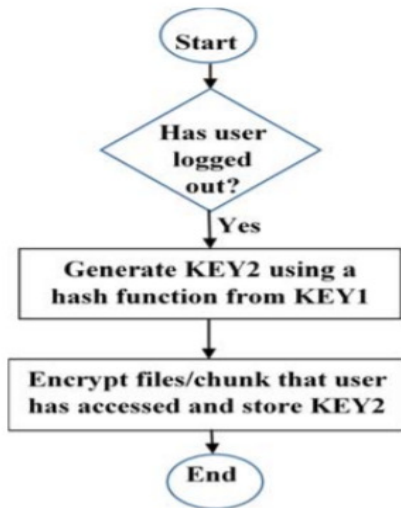 Start
Has user
logged
out?
Yes
Generate KEY2 using a
hash function from KEY1
Encrypt files/chunk that user
has accessed and store KEY2
End